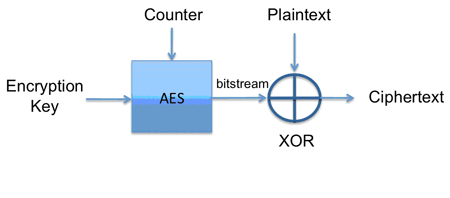 Counter
Plaintext
Encryption
Key
AES
bitstream
Ciphertext
XOR